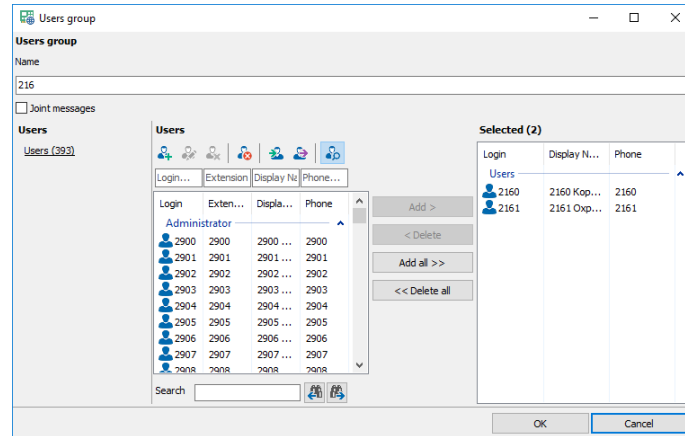 Users group
Users group
Name
216
Joint messages
Users
Users (393)
Users
Login... Extension Display Na Phone...
Login Exten... Displa... Phone
Administrator
2900 2900 2900 ... 2900
2901 2901 2901 ... 2901
2902 2902 2902 ... 2902
2903 2903 2903 ... 2903
2904 2904 2904 ... 2904
2905 2905 2905 ... 2905
2906 2906 2906 ... 2906
2907 2907 2907 ... 2907
2908 2908 2908 2908
Search
Add >
< Delete
Add all >>
<< Delete all
Selected (2)
Login Display N... Phone
Users
2160 2160 Кор... 2160
2161 2161 Охр... 2161
OK Cancel